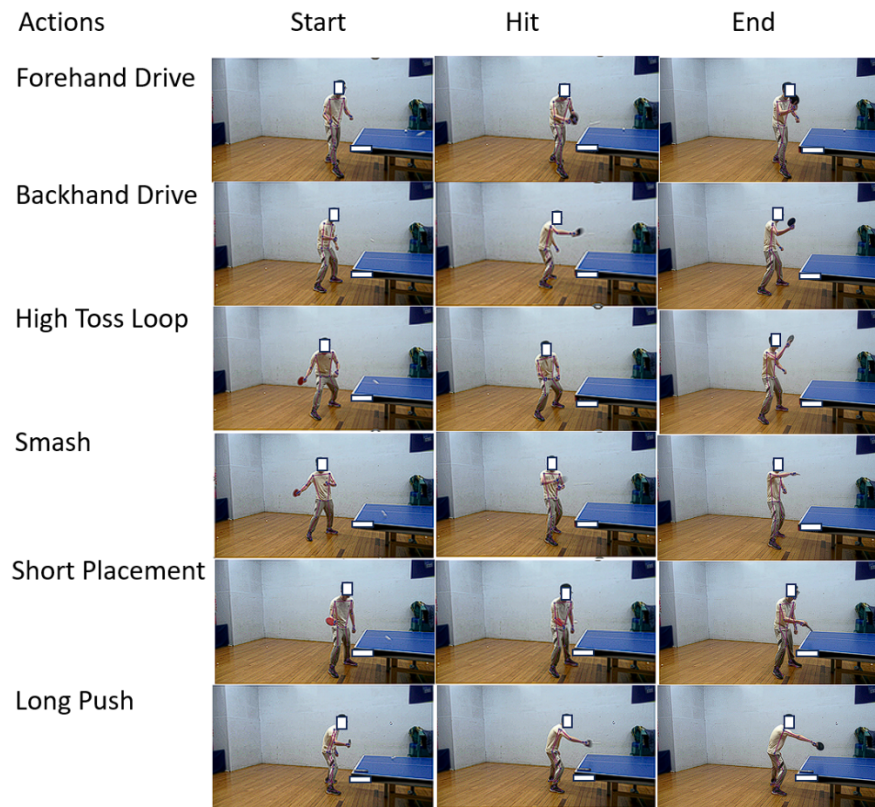 Actions Start Hit End
Forehand Drive
Backhand Drive
High Toss Loop
Smash
Short Placement
Long Push